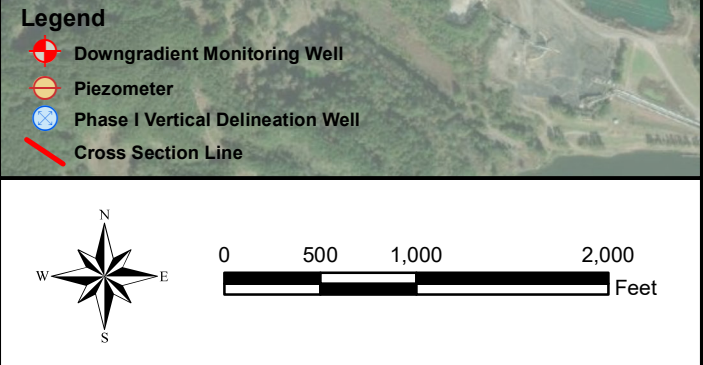 Legend
Downgradient Monitoring Well
Piezometer
Phase I Vertical Delineation Well
Cross Section Line
N
W E
S
0 500 1,000 2,000
Feet